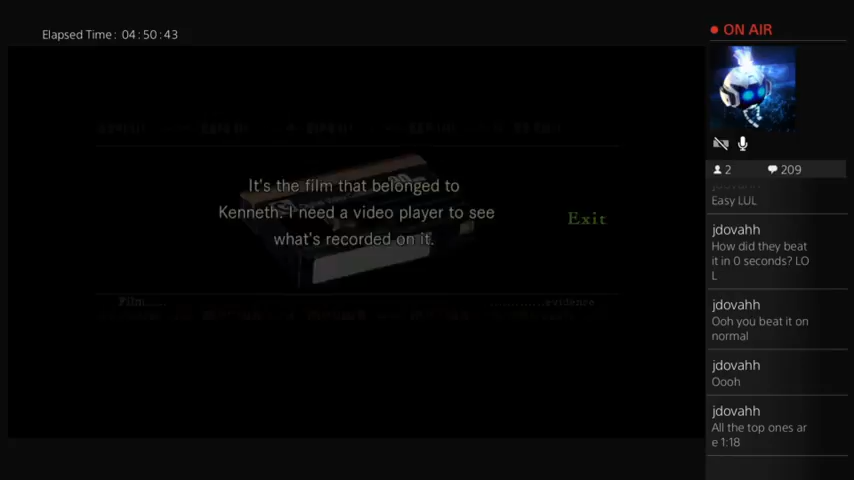 Elapsed Time: 04:50:43
ON AIR
2
209
It's the film that belonged to
Kenneth. I need a video player to see
what's recorded on it.
Exit
Film......
............evidence
Easy LUL
jdovahh
How did they beat
it in 0 seconds? LO
L
jdovahh
Ooh you beat it on
normal
jdovahh
Oooh
jdovahh
All the top ones ar
e 1:18